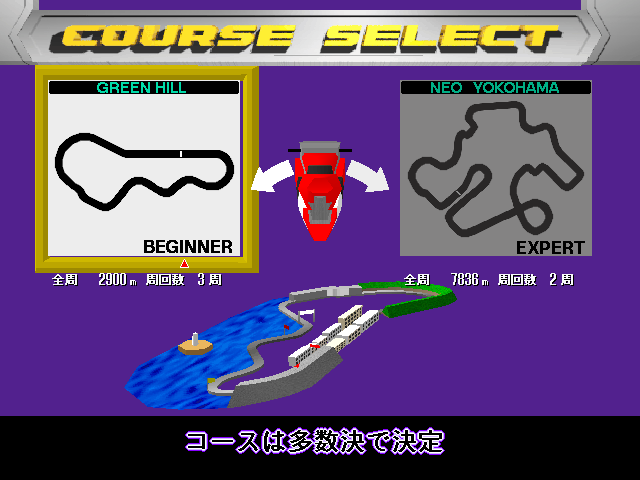 COURSE SELECT
GREEN HILL
BEGINNER
全周 2900m 周回数 3周
NEO YOKOHAMA
EXPERT
全周 7836m 周回数 2周
コースは多数決で決定